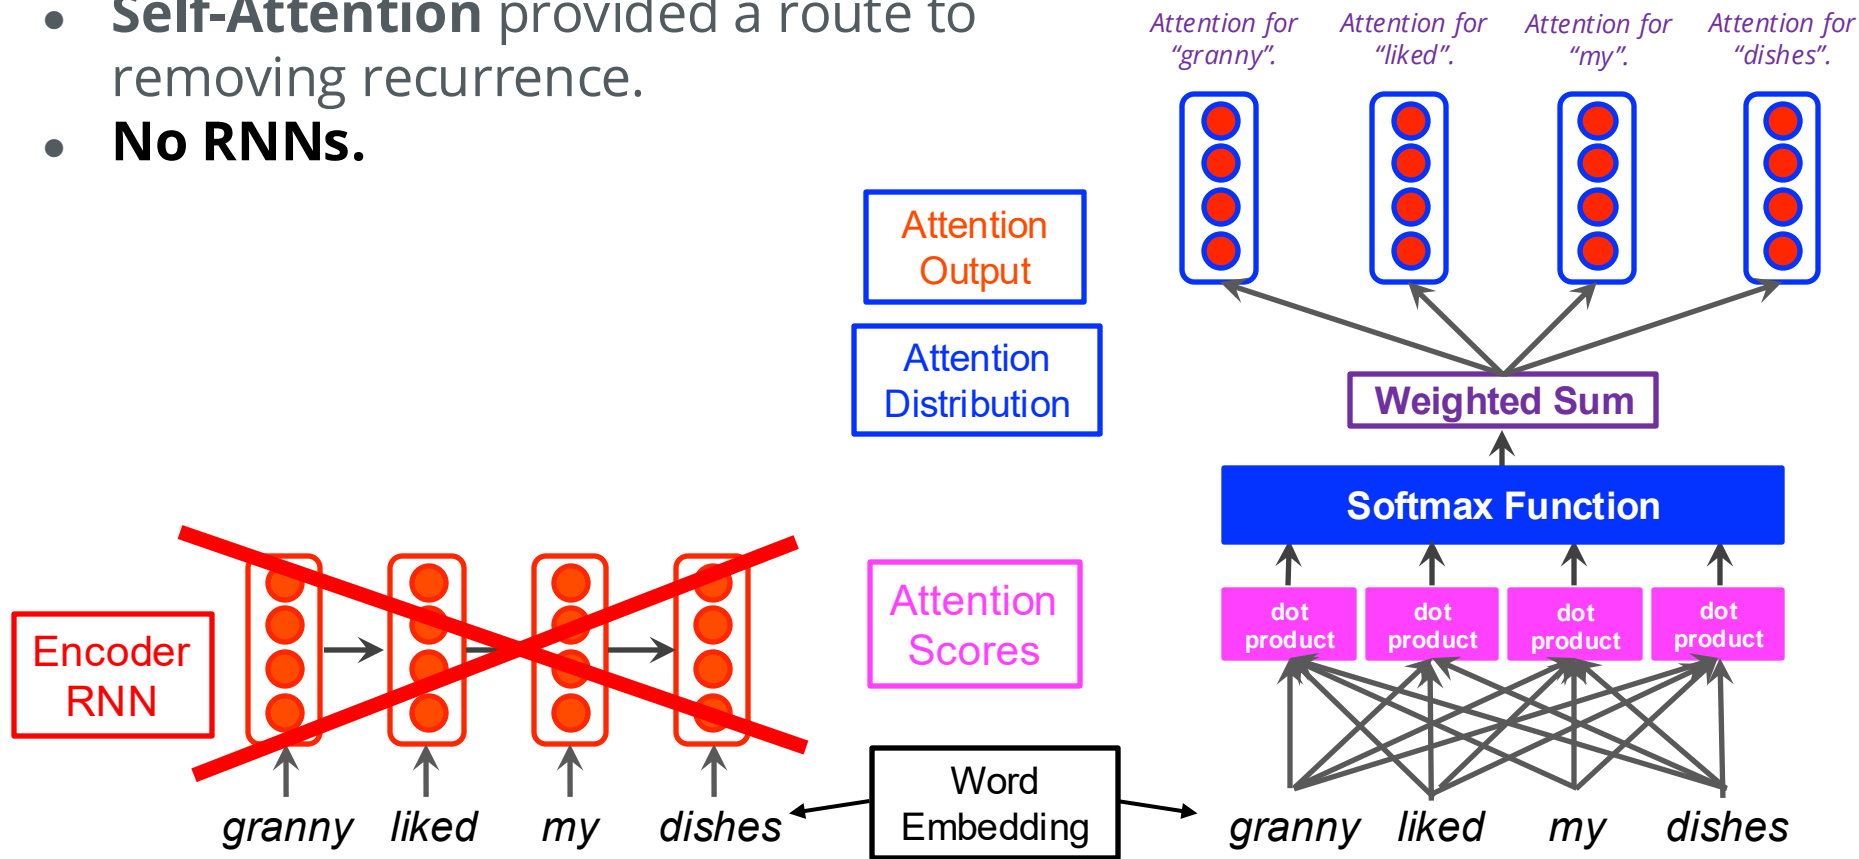 ● Self-Attention provided a route to
removing recurrence.
● No RNNs.
Attention for
“granny”.
Attention for
“liked”.
Attention for
“my”.
Attention for
“dishes”.
Attention
Output
Attention
Distribution
Weighted Sum
Softmax Function
Attention
Scores
dot
product
dot
product
dot
product
dot
product
Encoder
RNN
Word
Embedding
granny liked my dishes
granny liked my dishes